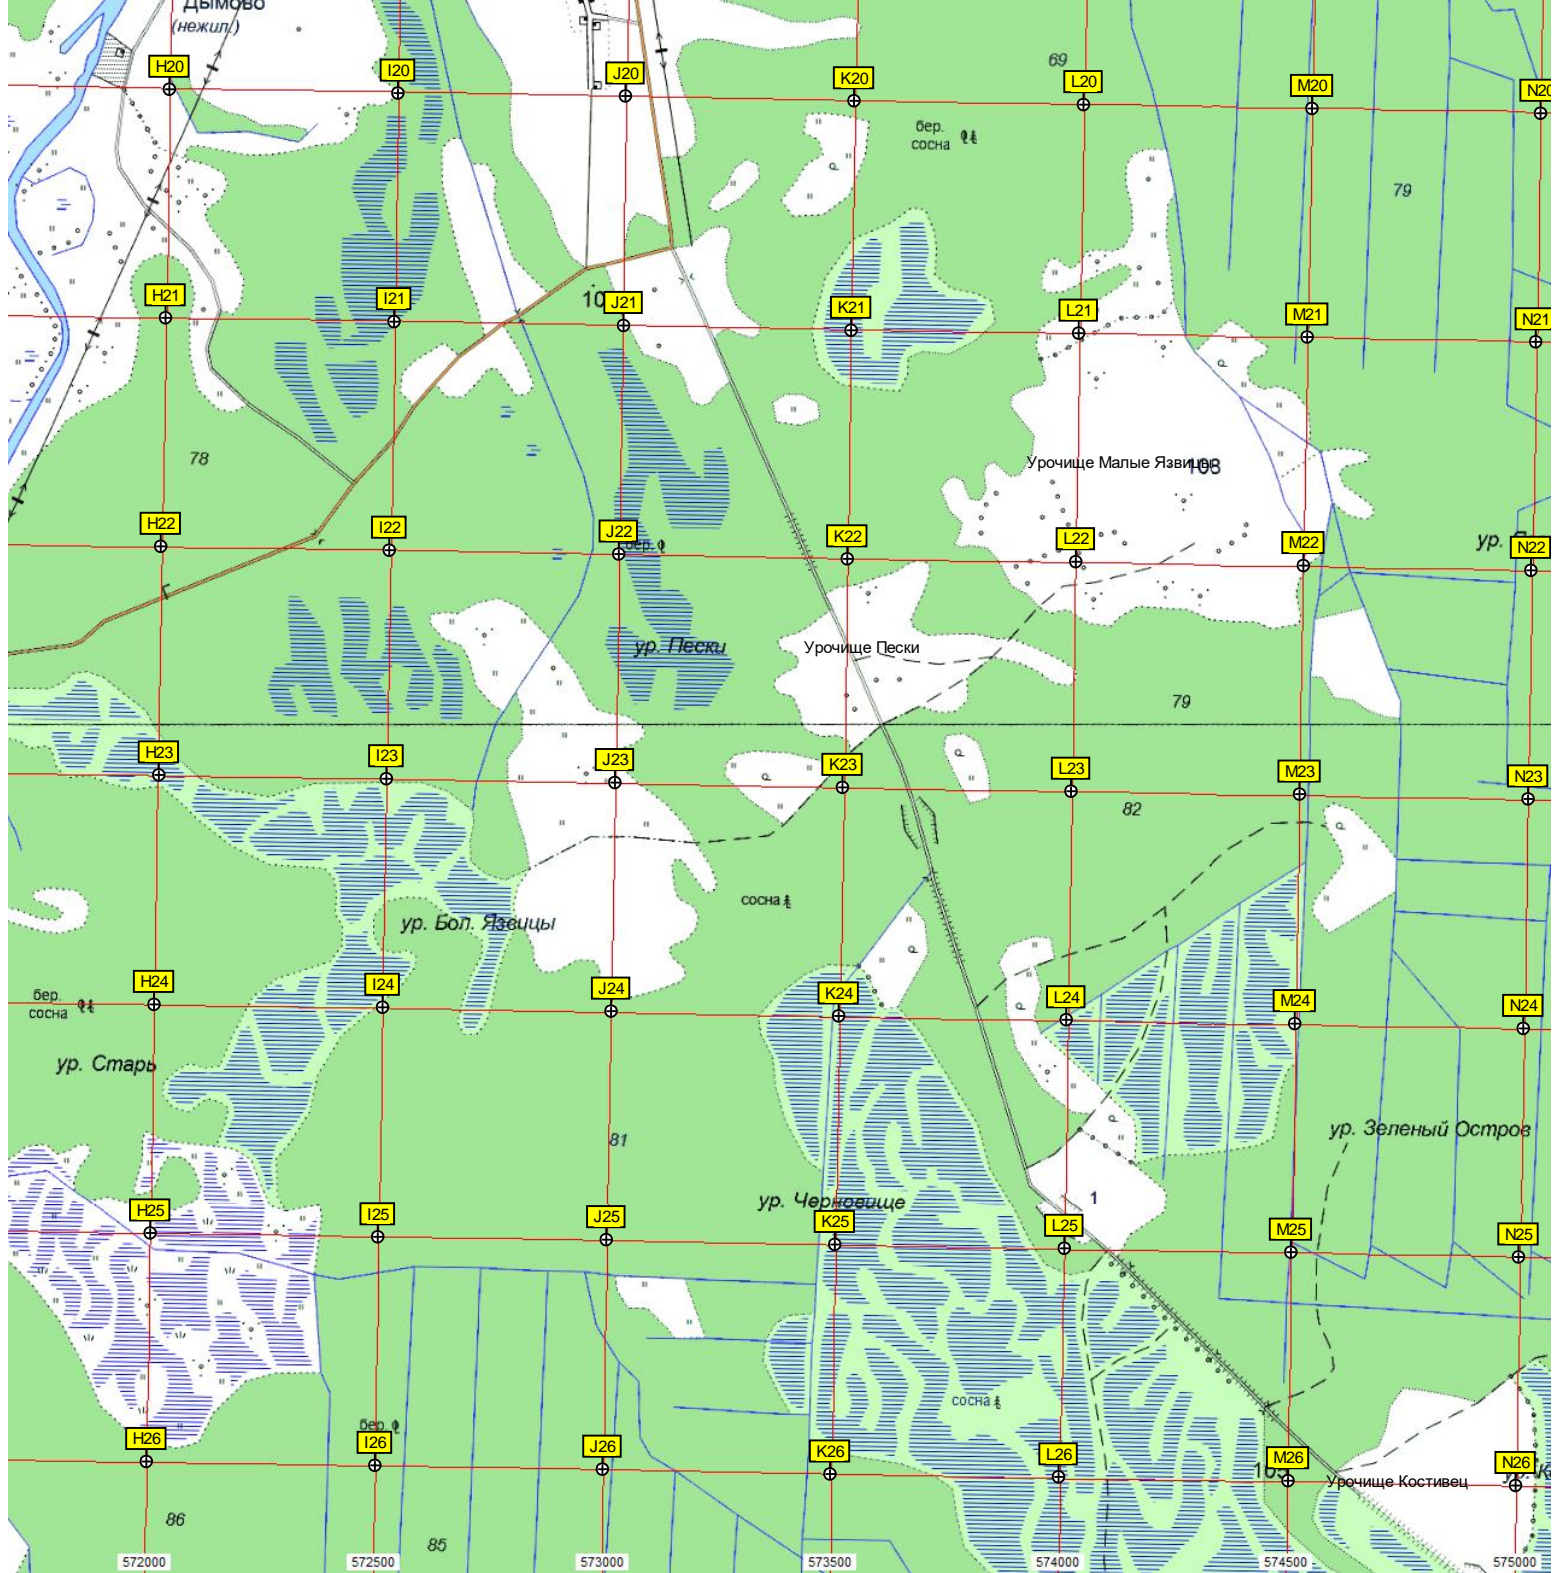 Дымово
(нежил.)
H20
I20
J20
K20
69
L20
M20
N20
бер.
сосна
79
H21
I21
10
J21
K21
L21
M21
N21
78
Урочище Малые Язвицы
108
H22
I22
J22
бер.
K22
L22
M22
ур.
N22
ур. Пески
Урочище Пески
79
H23
I23
J23
K23
L23
M23
N23
82
сосна
ур. Бол. Язвицы
H24
I24
J24
K24
L24
M24
N24
бер.
сосна
ур. Старь
81
ур. Зеленый Остров
ур. Черновище
1
H25
I25
J25
K25
L25
M25
N25
сосна
бер.
H26
I26
J26
K26
L26
M26
N26
105
Урочище Костивец
86
85
572000
572500
573000
573500
574000
574500
575000